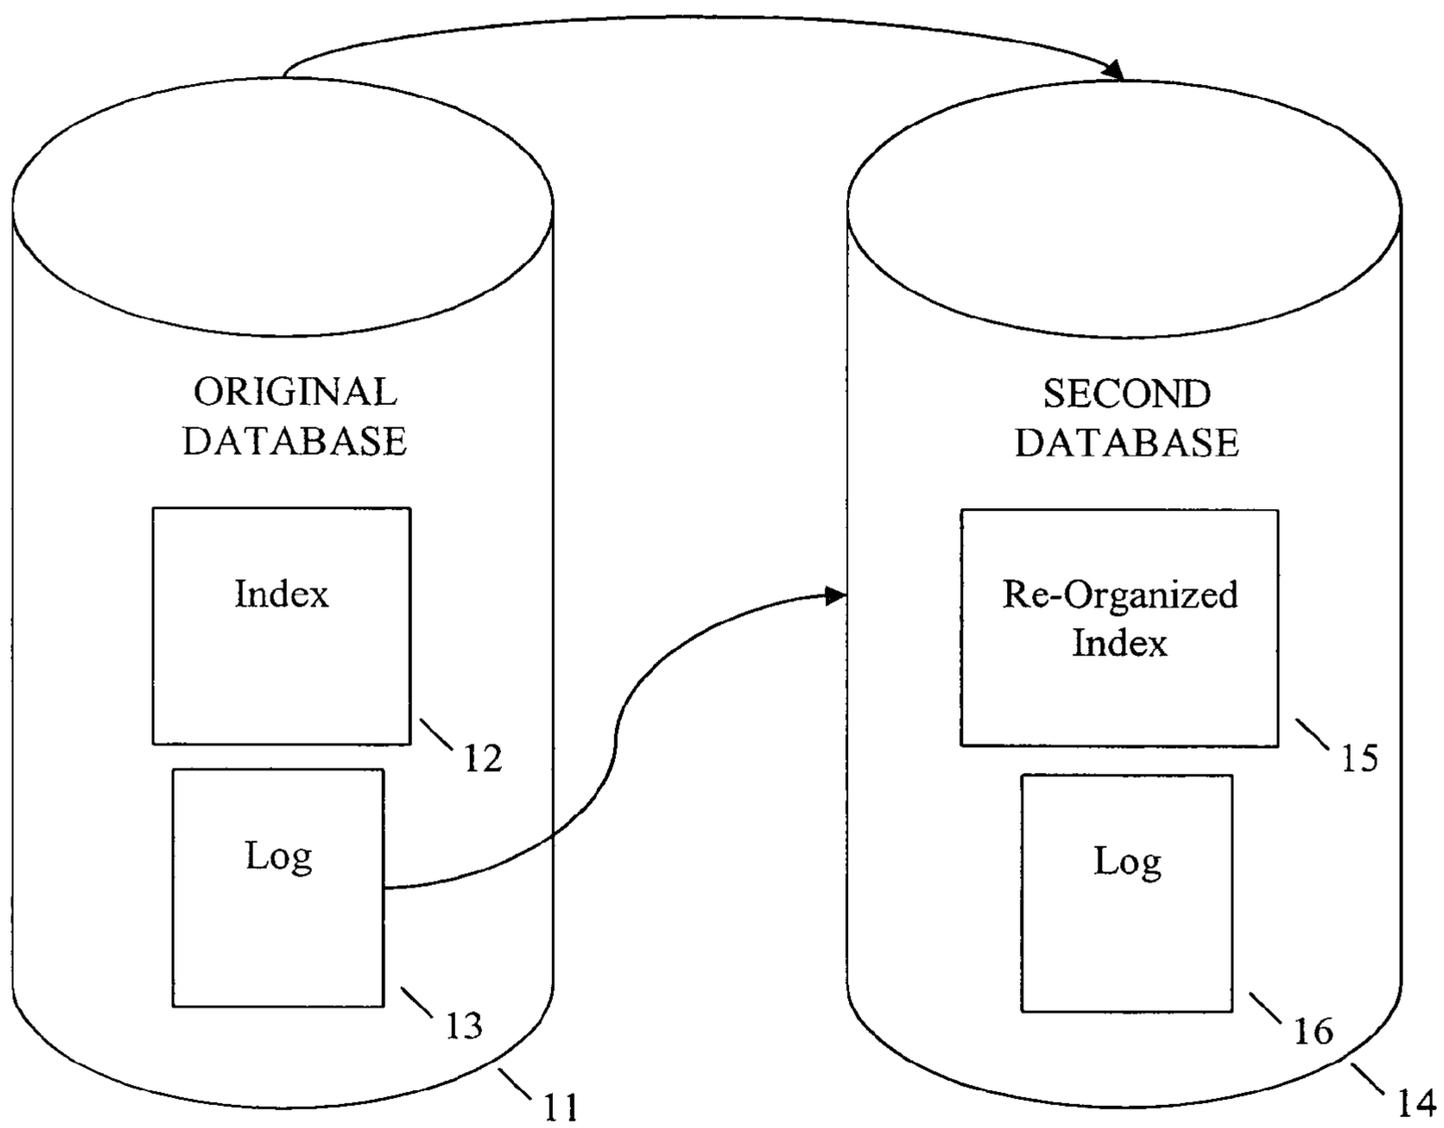 ORIGINAL
DATABASE
Index
12
Log
13
11
SECOND
DATABASE
Re-Organized
Index
15
Log
16
14